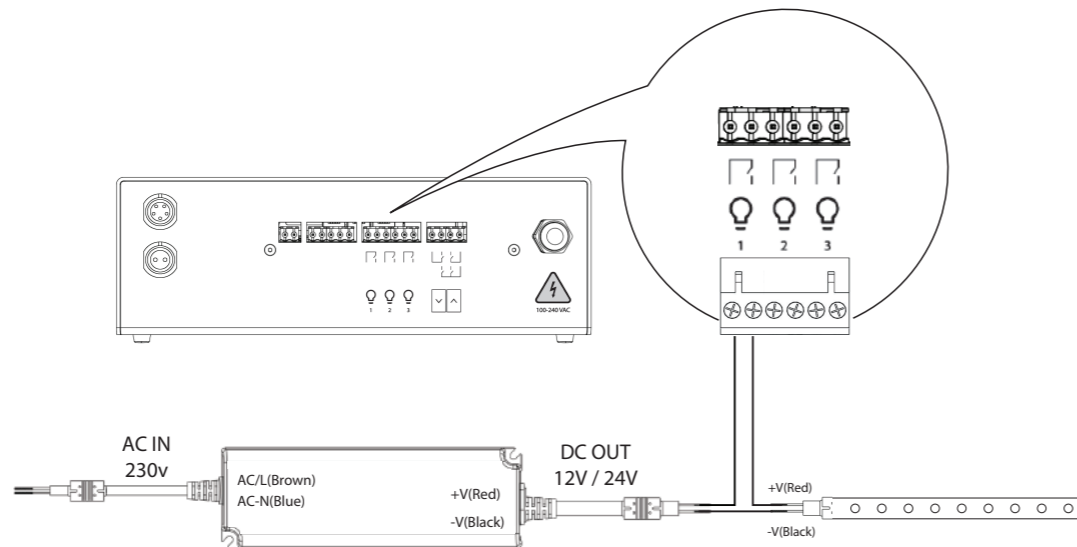 1 2 3
100-240 VAC
1 2 3
AC IN
230v
AC/L(Brown)
AC-N(Blue)
+V(Red)
-V(Black)
DC OUT
12V / 24V
+V(Red)
-V(Black)